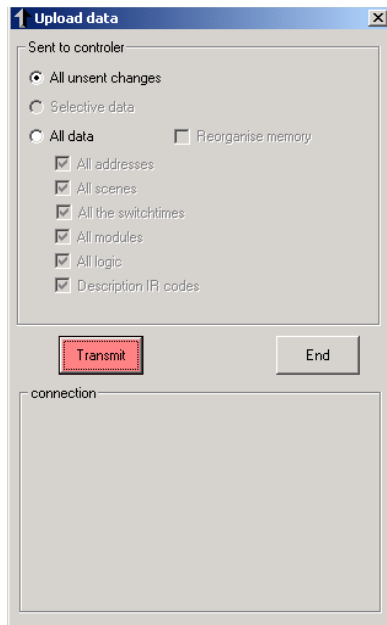 Upload data
Sent to controler
All unsent changes
Selective data
All data Reorganise memory
All addresses
All scenes
All the switchtimes
All modules
All logic
Description IR codes
Transmit End
connection